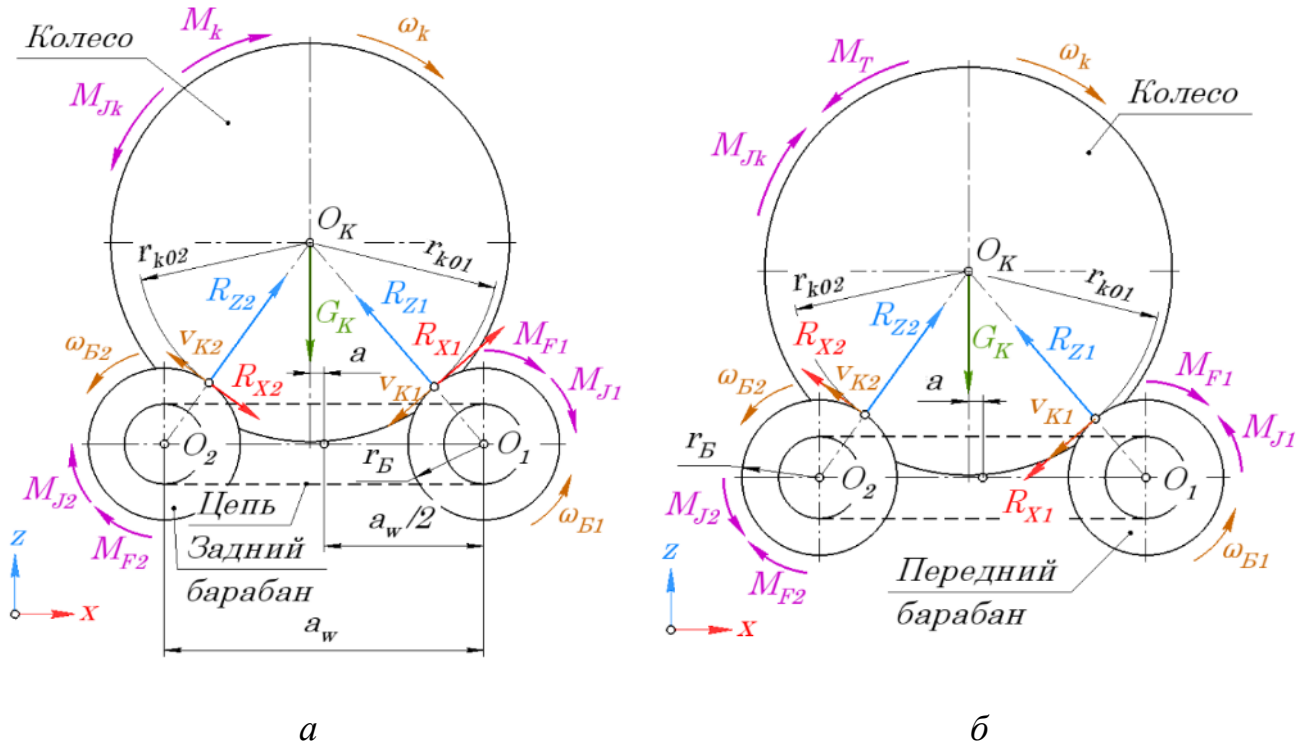 M_k
ω_k
Колесо
M_Jk
O_K
r_k02
r_k01
R_Z2
R_Z1
G_K
v_K2
a
R_X1
M_F1
ω_Б2
R_X2
v_K1
M_J1
O_2
r_Б
O_1
M_J2
Цепь
a_w/2
M_F2
Задний
барабан
ω_Б1
z
x
a_w
а
M_T
ω_k
Колесо
M_Jk
O_K
r_k02
r_k01
R_Z2
R_Z1
R_X2
G_K
v_K2
a
v_K1
M_F1
ω_Б2
M_J1
r_Б
O_2
R_X1
O_1
M_J2
M_F2
Передний
барабан
ω_Б1
z
x
б